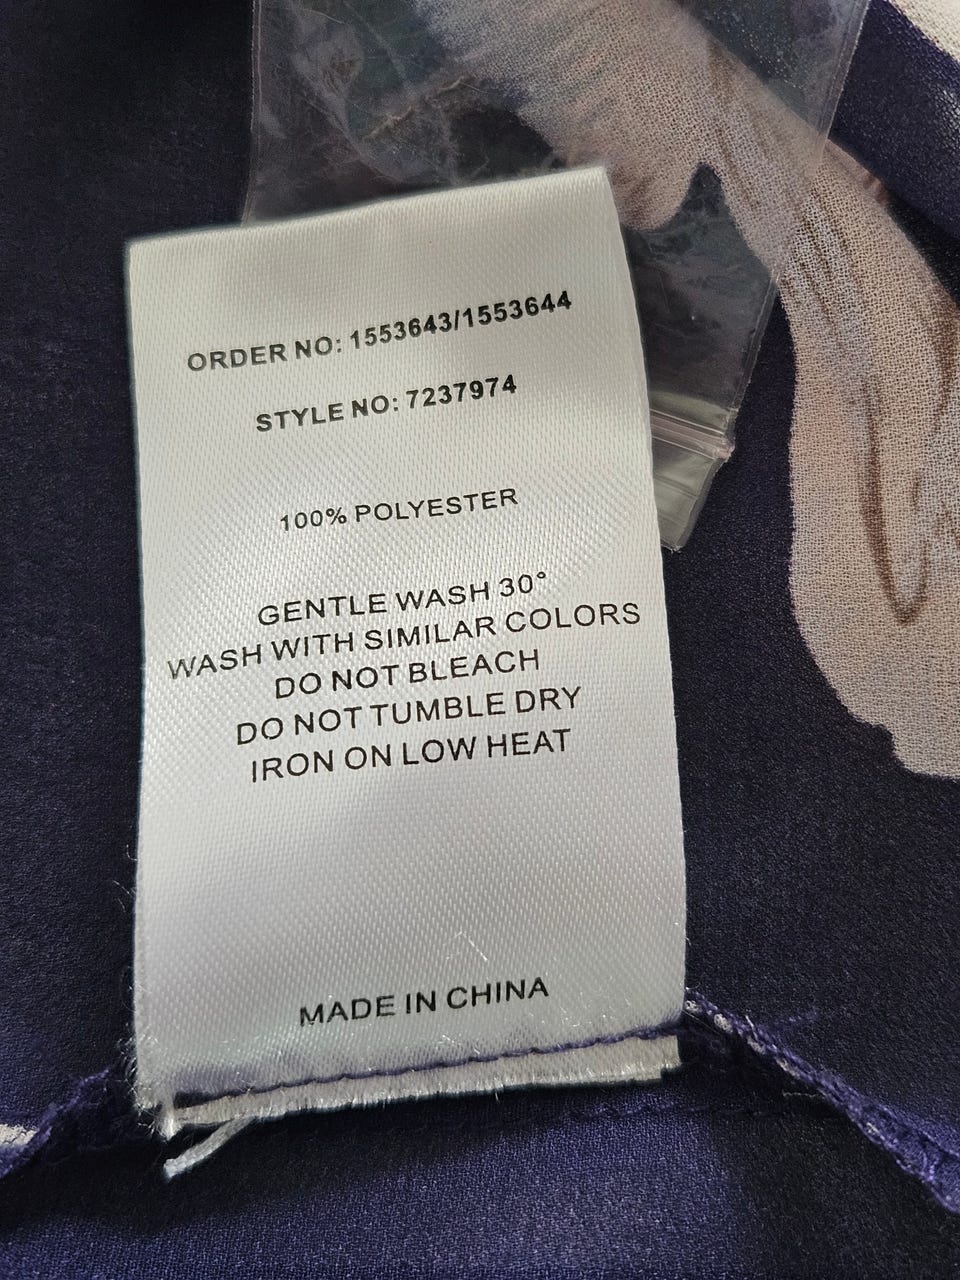 ORDER NO: 1553643/1553644
STYLE NO: 7237974
100% POLYESTER
GENTLE WASH 30°
WASH WITH SIMILAR COLORS
DO NOT BLEACH
DO NOT TUMBLE DRY
IRON ON LOW HEAT
MADE IN CHINA